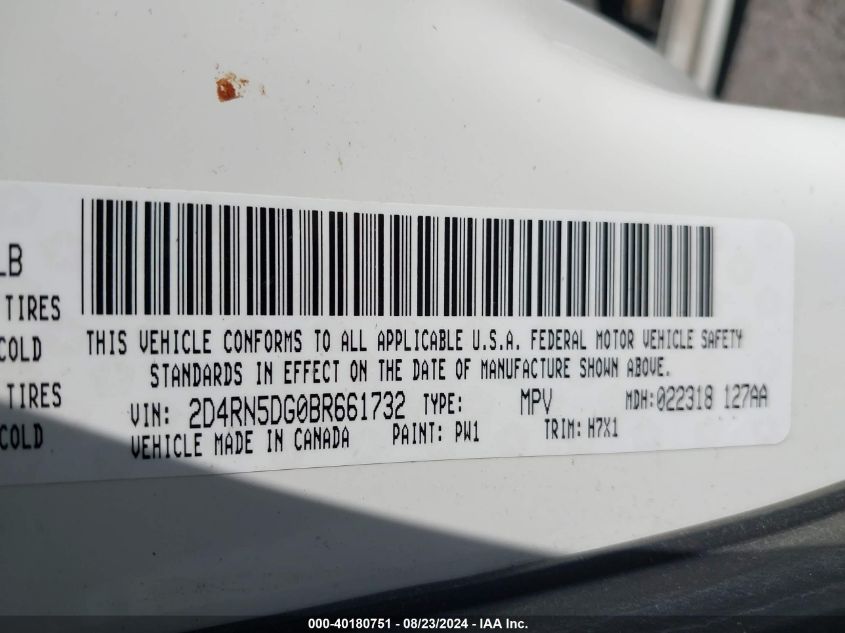 LB
TIRES
COLD
TIRES
COLD
THIS VEHICLE CONFORMS TO ALL APPLICABLE U.S.A. FEDERAL MOTOR VEHICLE SAFETY
STANDARDS IN EFFECT ON THE DATE OF MANUFACTURE SHOWN ABOVE.
VIN: 2D4RN5DG0BR661732 TYPE: MPV MDH:022318 127AA
VEHICLE MADE IN CANADA PAINT: PW1 TRIM: H7X1
000-40180751 - 08/23/2024 - IAA Inc.